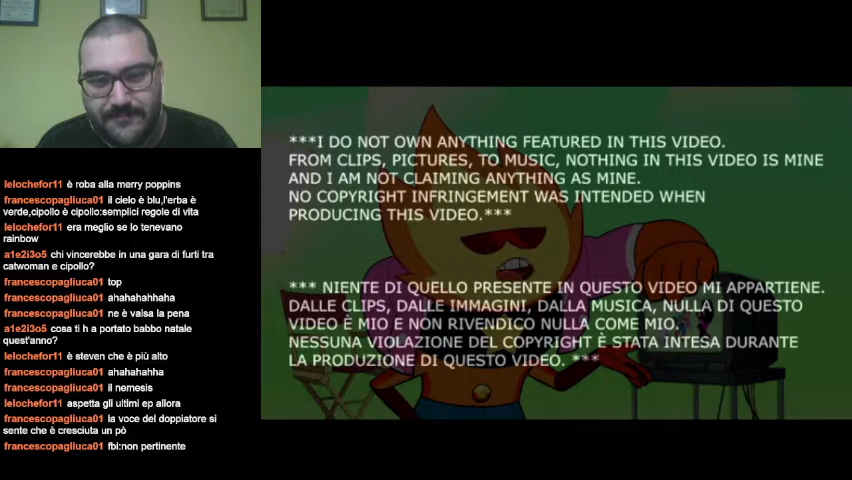 lelochefor11 è roba alla merry poppins
francescopagliuca01 il cielo è blu,l'erba è
verde,cipollo è cipollo:semplici regole di vita
lelochefor11 era meglio se lo tenevano
rainbow
a1e2i3o5 chi vincerebbe in una gara di furti tra
catwoman e cipollo?
francescopagliuca01 top
francescopagliuca01 ahahahahhaha
francescopagliuca01 ne è valsa la pena
a1e2i3o5 cosa ti h a portato babbo natale
quest'anno?
lelochefor11 è steven che è più alto
francescopagliuca01 ahahahahha
francescopagliuca01 il nemesis
lelochefor11 aspetta gli ultimi ep allora
francescopagliuca01 la voce del doppiatore si
sente che è cresciuta un pò
francescopagliuca01 fbi:non pertinente
***I DO NOT OWN ANYTHING FEATURED IN THIS VIDEO.
FROM CLIPS, PICTURES, TO MUSIC, NOTHING IN THIS VIDEO IS MINE
AND I AM NOT CLAIMING ANYTHING AS MINE.
NO COPYRIGHT INFRINGEMENT WAS INTENDED WHEN
PRODUCING THIS VIDEO.***
*** NIENTE DI QUELLO PRESENTE IN QUESTO VIDEO MI APPARTIENE.
DALLE CLIPS, DALLE IMMAGINI, DALLA MUSICA, NULLA DI QUESTO
VIDEO È MIO E NON RIVENDICO NULLA COME MIO.
NESSUNA VIOLAZIONE DEL COPYRIGHT È STATA INTESA DURANTE
LA PRODUZIONE DI QUESTO VIDEO. ***